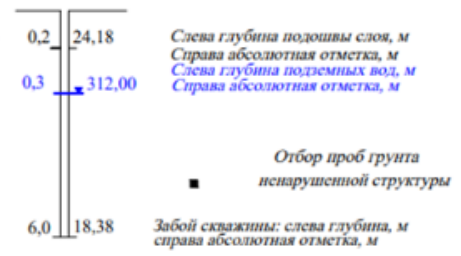 0,2 24,18 Слева глубина подошвы слоя, м
Справа абсолютная отметка, м
0,3 312,00 Слева глубина подземных вод, м
Справа абсолютная отметка, м
Отбор проб грунта
ненарушенной структуры
6,0 18,38 Забой скважины: слева глубина, м
справа абсолютная отметка, м